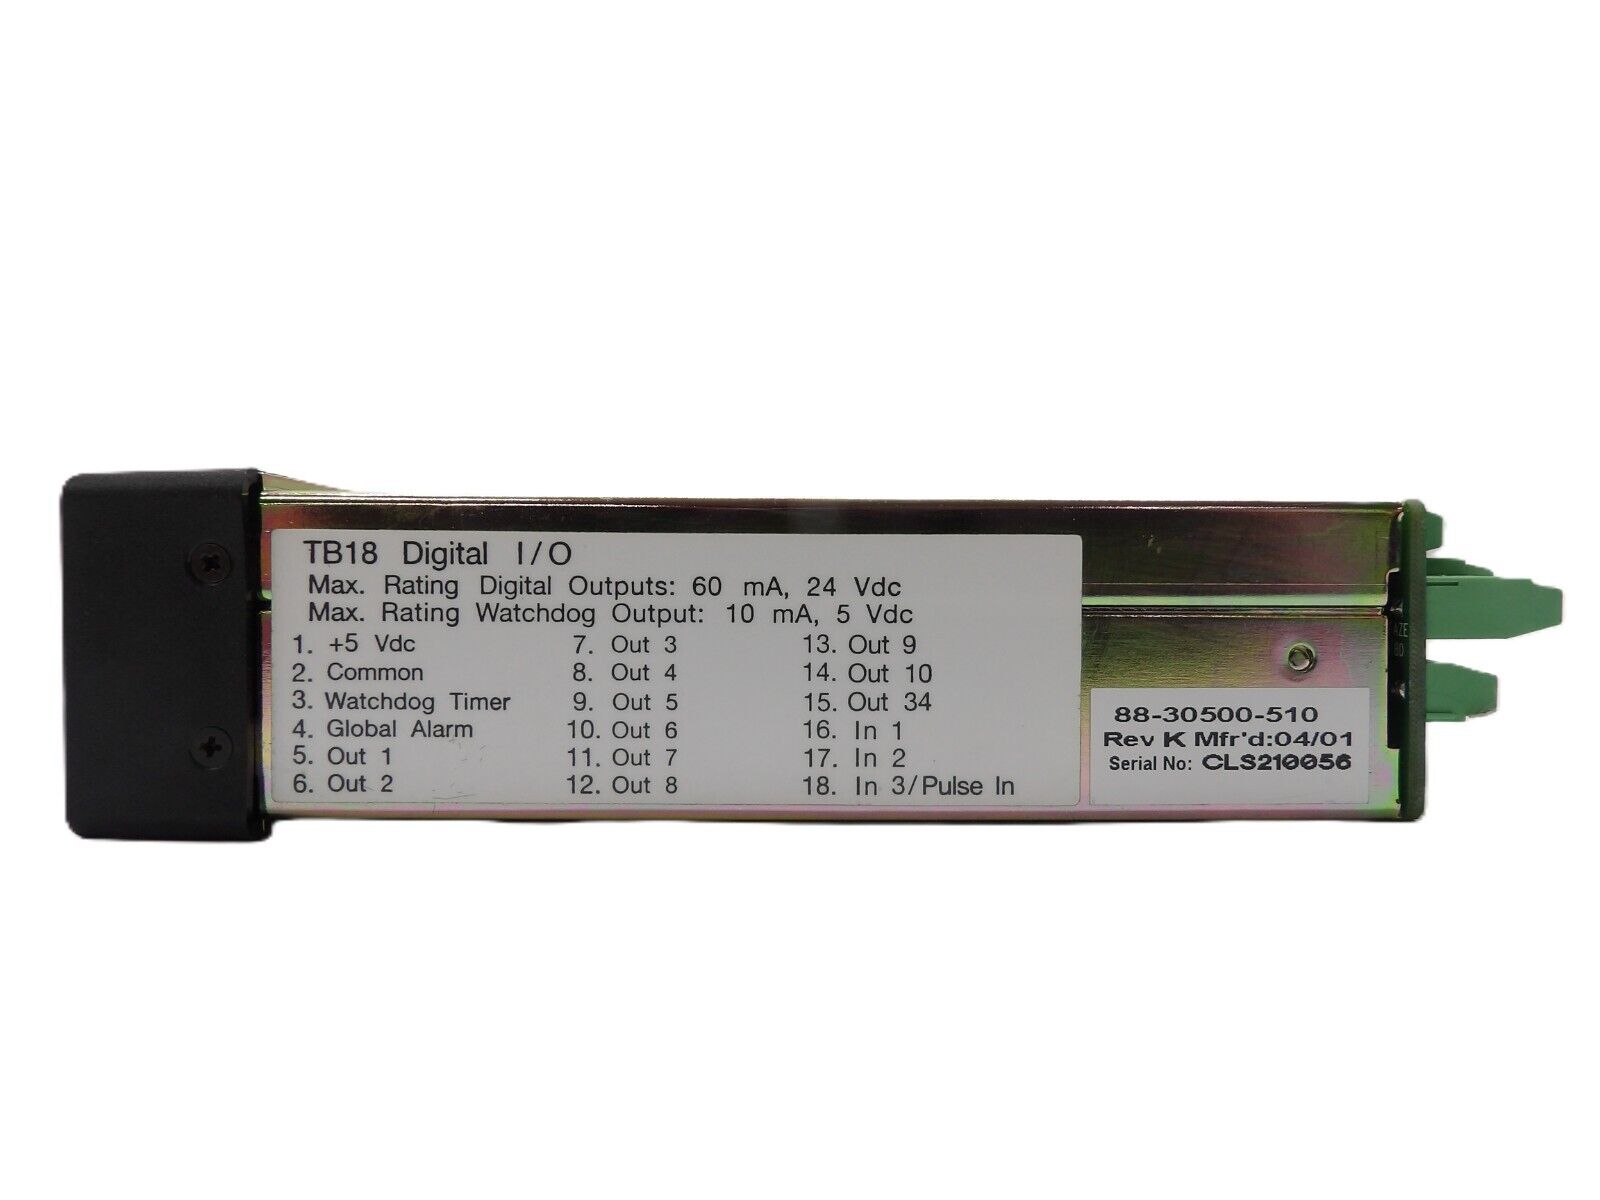 TB18 Digital I/O
Max. Rating Digital Outputs: 60 mA, 24 Vdc
Max. Rating Watchdog Output: 10 mA, 5 Vdc
1. +5 Vdc
2. Common
3. Watchdog Timer
4. Global Alarm
5. Out 1
6. Out 2
7. Out 3
8. Out 4
9. Out 5
10. Out 6
11. Out 7
12. Out 8
13. Out 9
14. Out 10
15. Out 34
16. In 1
17. In 2
18. In 3/Pulse In
88-30500-510
Rev K Mfr'd:04/01
Serial No: CLS210056